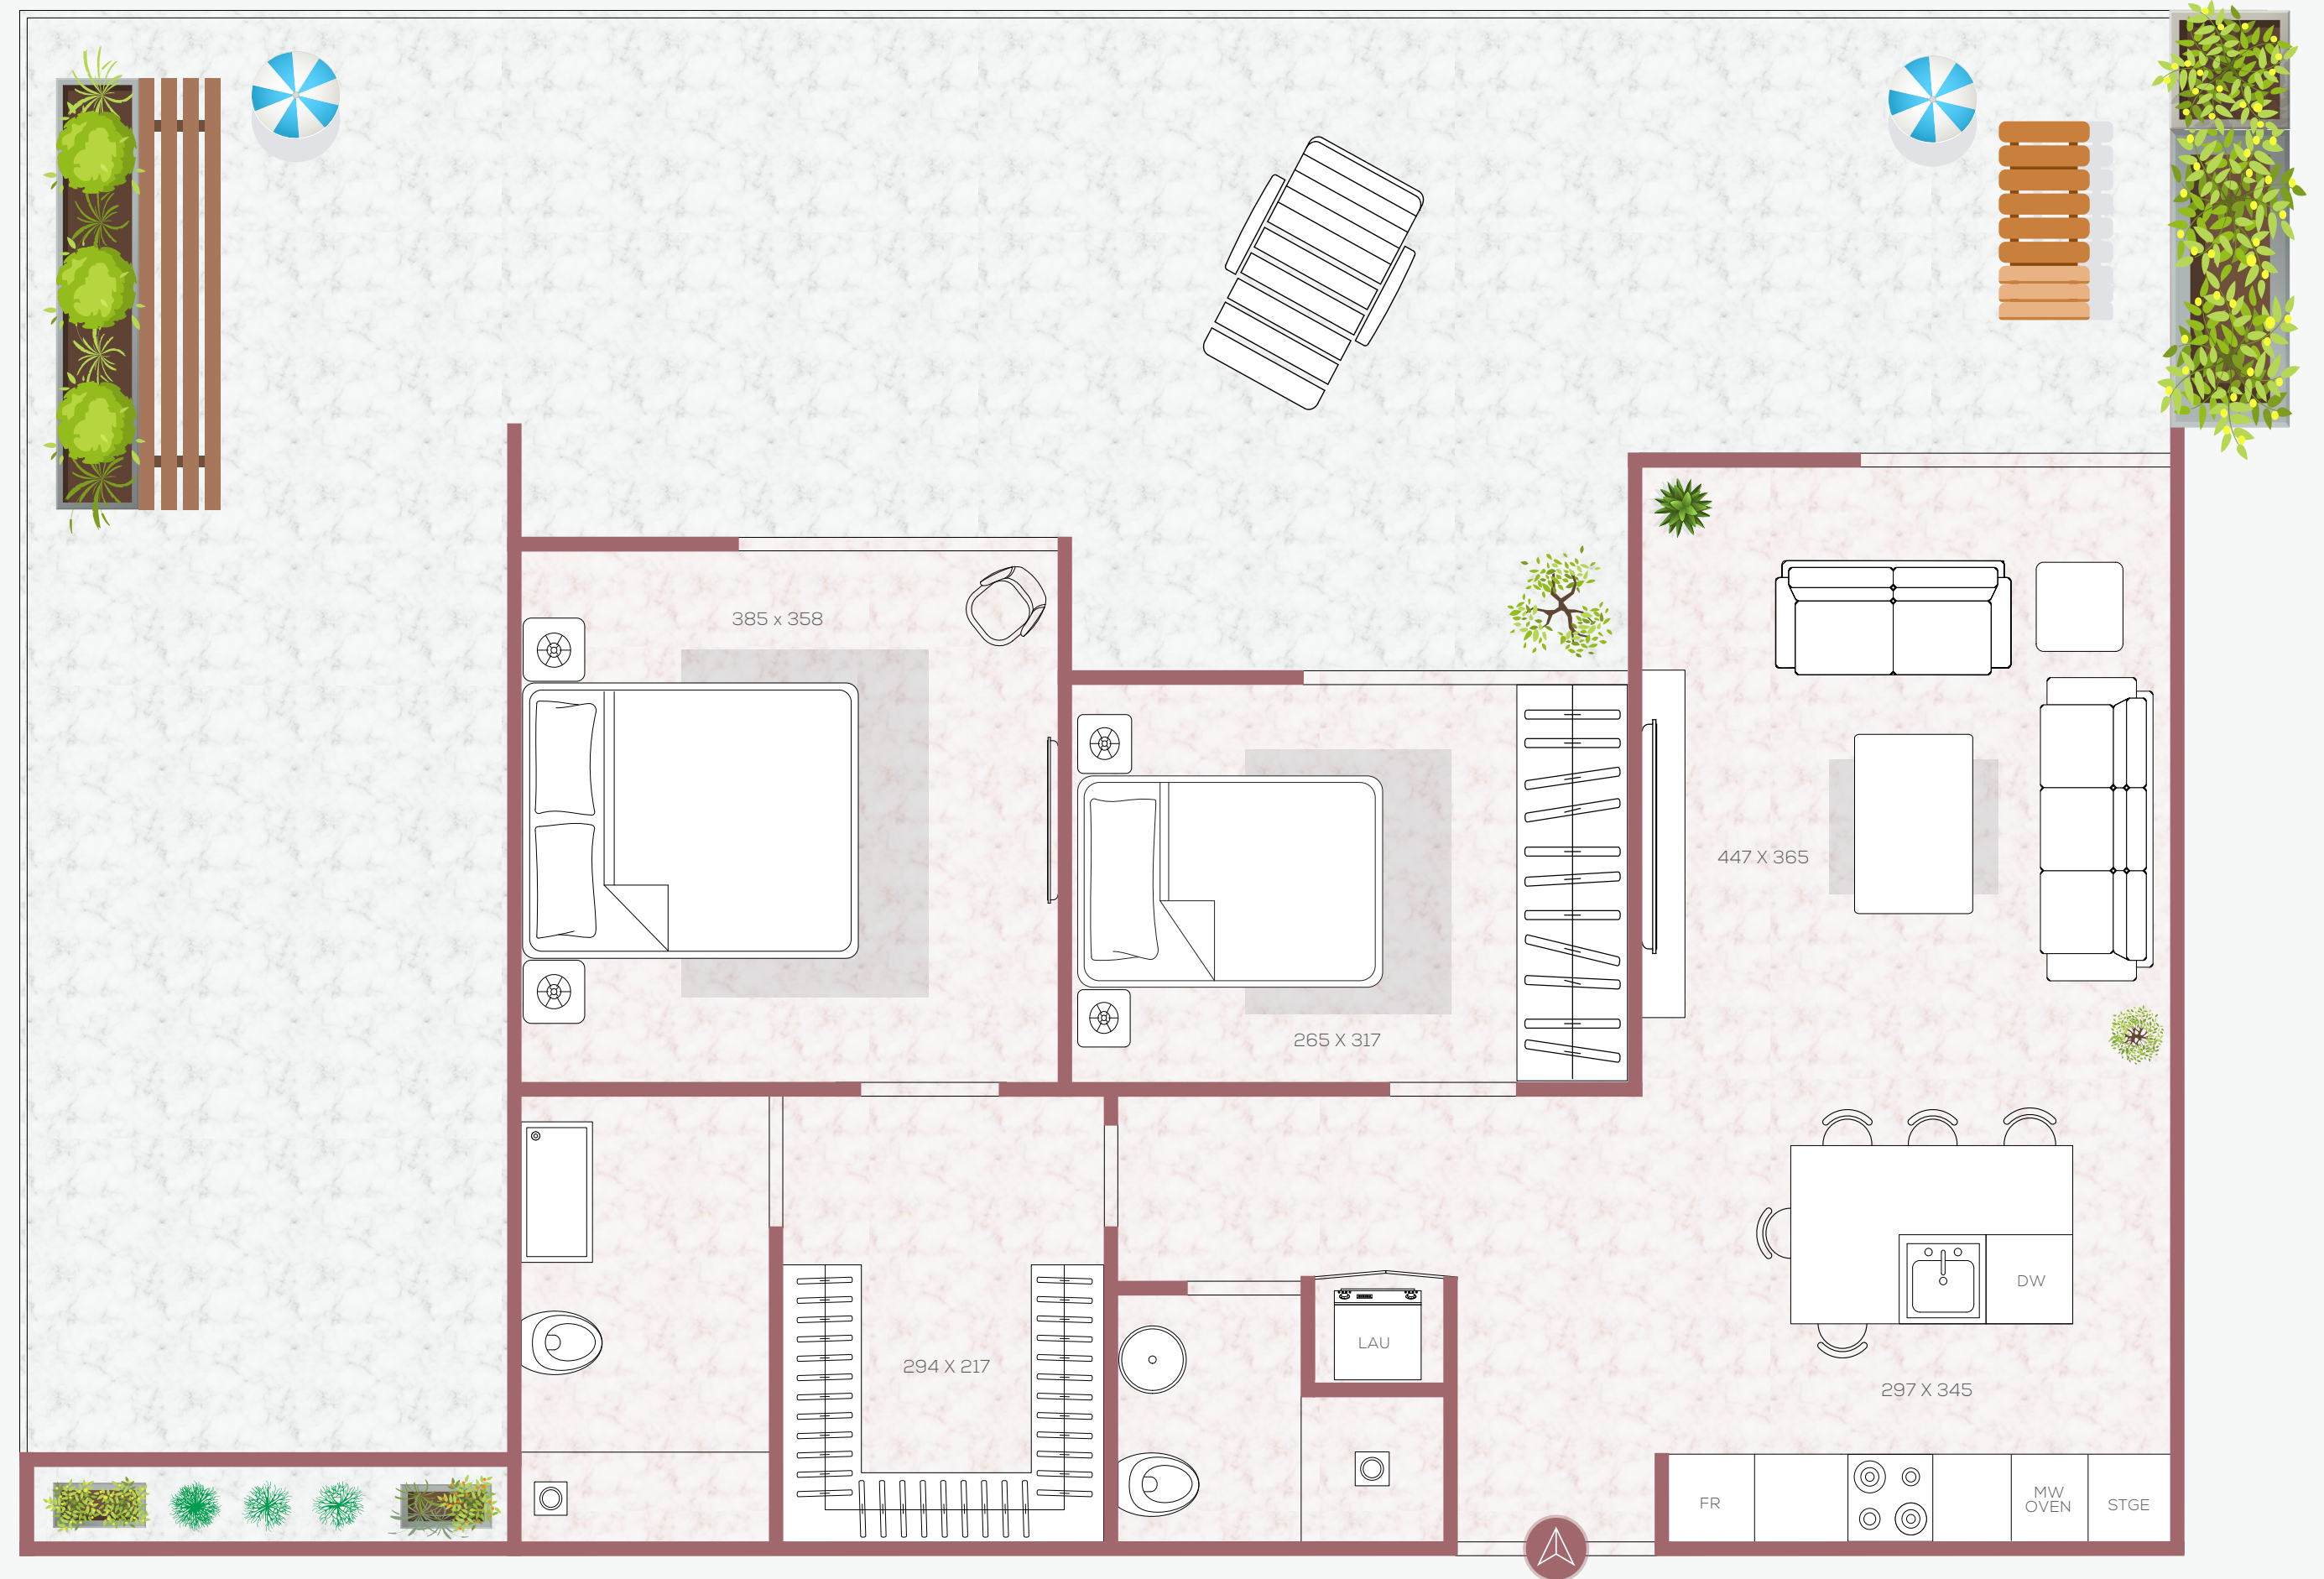 385 x 358
447 X 365
265 X 317
DW
LAU
294 X 217
297 X 345
FR
MW
OVEN
STGE